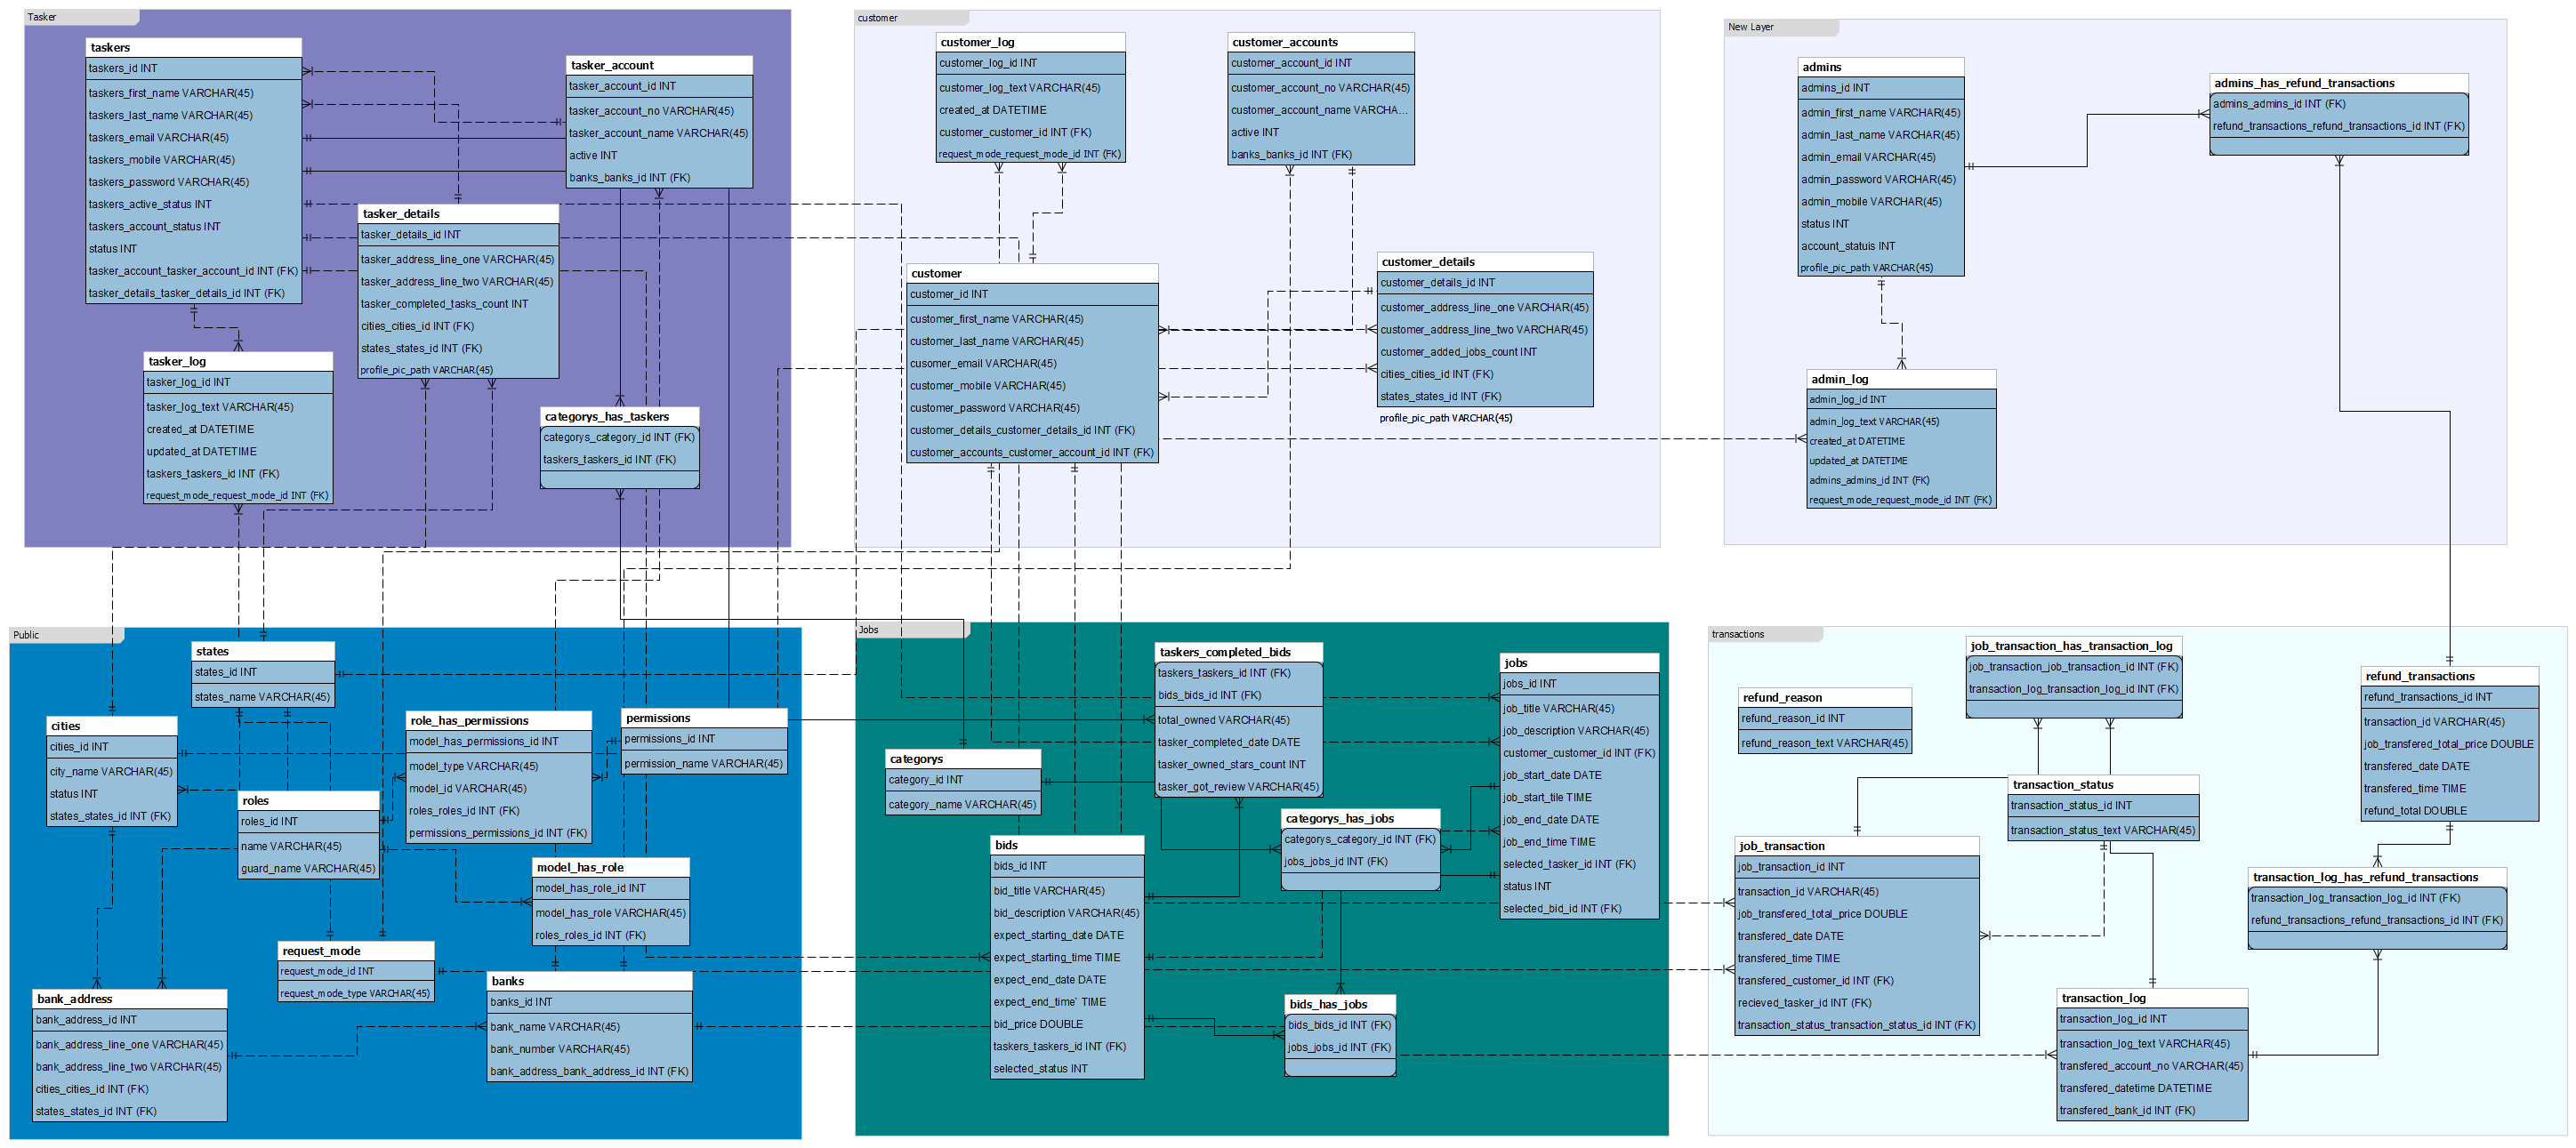 Tasker
taskers
taskers_id INT
taskers_first_name VARCHAR(45)
taskers_last_name VARCHAR(45)
taskers_email VARCHAR(45)
taskers_mobile VARCHAR(45)
taskers_password VARCHAR(45)
taskers_active_status INT
taskers_account_status INT
status INT
tasker_account_tasker_account_id INT (FK)
tasker_details_tasker_details_id INT (FK)
tasker_account
tasker_account_id INT
tasker_account_no VARCHAR(45)
tasker_account_name VARCHAR(45)
active INT
banks_banks_id INT (FK)
tasker_details
tasker_details_id INT
tasker_address_line_one VARCHAR(45)
tasker_address_line_two VARCHAR(45)
tasker_completed_tasks_count INT
cities_cities_id INT (FK)
states_states_id INT (FK)
profile_pic_path VARCHAR(45)
tasker_log
tasker_log_id INT
tasker_log_text VARCHAR(45)
created_at DATETIME
updated_at DATETIME
taskers_taskers_id INT (FK)
request_mode_request_mode_id INT (FK)
categorys_has_taskers
categorys_category_id INT (FK)
taskers_taskers_id INT (FK)
customer
customer_log
customer_log_id INT
customer_log_text VARCHAR(45)
created_at DATETIME
customer_customer_id INT (FK)
request_mode_request_mode_id INT (FK)
customer_accounts
customer_account_id INT
customer_account_no VARCHAR(45)
customer_account_name VARCHA...
active INT
banks_banks_id INT (FK)
customer
customer_id INT
customer_first_name VARCHAR(45)
customer_last_name VARCHAR(45)
cusomer_email VARCHAR(45)
customer_mobile VARCHAR(45)
customer_password VARCHAR(45)
customer_details_customer_details_id INT (FK)
customer_accounts_customer_account_id INT (FK)
customer_details
customer_details_id INT
customer_address_line_one VARCHAR(45)
customer_address_line_two VARCHAR(45)
customer_added_jobs_count INT
cities_cities_id INT (FK)
states_states_id INT (FK)
profile_pic_path VARCHAR(45)
New Layer
admins
admins_id INT
admin_first_name VARCHAR(45)
admin_last_name VARCHAR(45)
admin_email VARCHAR(45)
admin_password VARCHAR(45)
admin_mobile VARCHAR(45)
status INT
account_statuis INT
profile_pic_path VARCHAR(45)
admins_has_refund_transactions
admins_admins_id INT (FK)
refund_transactions_refund_transactions_id INT (FK)
admin_log
admin_log_id INT
admin_log_text VARCHAR(45)
created_at DATETIME
updated_at DATETIME
admins_admins_id INT (FK)
request_mode_request_mode_id INT (FK)
Public
states
states_id INT
states_name VARCHAR(45)
cities
cities_id INT
city_name VARCHAR(45)
status INT
states_states_id INT (FK)
roles
roles_id INT
name VARCHAR(45)
guard_name VARCHAR(45)
role_has_permissions
model_has_permissions_id INT
model_type VARCHAR(45)
model_id VARCHAR(45)
roles_roles_id INT (FK)
permissions_permissions_id INT (FK)
permissions
permissions_id INT
permission_name VARCHAR(45)
model_has_role
model_has_role_id INT
model_has_role VARCHAR(45)
roles_roles_id INT (FK)
request_mode
request_mode_id INT
request_mode_type VARCHAR(45)
bank_address
bank_address_id INT
bank_address_line_one VARCHAR(45)
bank_address_line_two VARCHAR(45)
cities_cities_id INT (FK)
states_states_id INT (FK)
banks
banks_id INT
bank_name VARCHAR(45)
bank_number VARCHAR(45)
bank_address_bank_address_id INT (FK)
Jobs
taskers_completed_bids
taskers_taskers_id INT (FK)
bids_bids_id INT (FK)
total_owned VARCHAR(45)
tasker_completed_date DATE
tasker_owned_stars_count INT
tasker_got_review VARCHAR(45)
jobs
jobs_id INT
job_title VARCHAR(45)
job_description VARCHAR(45)
customer_customer_id INT (FK)
job_start_date DATE
job_start_tile TIME
job_end_date DATE
job_end_time TIME
selected_tasker_id INT (FK)
status INT
selected_bid_id INT (FK)
categorys
category_id INT
category_name VARCHAR(45)
categorys_has_jobs
categorys_category_id INT (FK)
jobs_jobs_id INT (FK)
bids
bids_id INT
bid_title VARCHAR(45)
bid_description VARCHAR(45)
expect_starting_date DATE
expect_starting_time TIME
expect_end_date DATE
expect_end_time` TIME
bid_price DOUBLE
taskers_taskers_id INT (FK)
selected_status INT
bids_has_jobs
bids_bids_id INT (FK)
jobs_jobs_id INT (FK)
transactions
job_transaction_has_transaction_log
job_transaction_job_transaction_id INT (FK)
transaction_log_transaction_log_id INT (FK)
refund_reason
refund_reason_id INT
refund_reason_text VARCHAR(45)
refund_transactions
refund_transactions_id INT
transaction_id VARCHAR(45)
job_transfered_total_price DOUBLE
transfered_date DATE
transfered_time TIME
refund_total DOUBLE
transaction_status
transaction_status_id INT
transaction_status_text VARCHAR(45)
job_transaction
job_transaction_id INT
transaction_id VARCHAR(45)
job_transfered_total_price DOUBLE
transfered_date DATE
transfered_time TIME
transfered_customer_id INT (FK)
recieved_tasker_id INT (FK)
transaction_status_transaction_status_id INT (FK)
transaction_log_has_refund_transactions
transaction_log_transaction_log_id INT (FK)
refund_transactions_refund_transactions_id INT (FK)
transaction_log
transaction_log_id INT
transaction_log_text VARCHAR(45)
transfered_account_no VARCHAR(45)
transfered_datetime DATETIME
transfered_bank_id INT (FK)